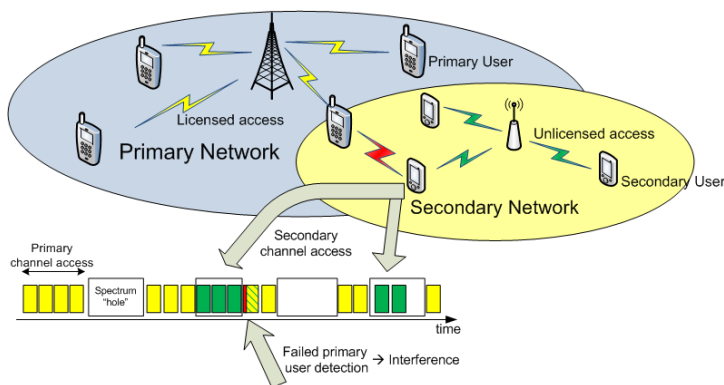 Primary User
Licensed access
Primary Network
Unlicensed access
Secondary User
Secondary Network
Primary
channel access
Secondary
channel access
Spectrum
"hole"
time
Failed primary
user detection → Interference